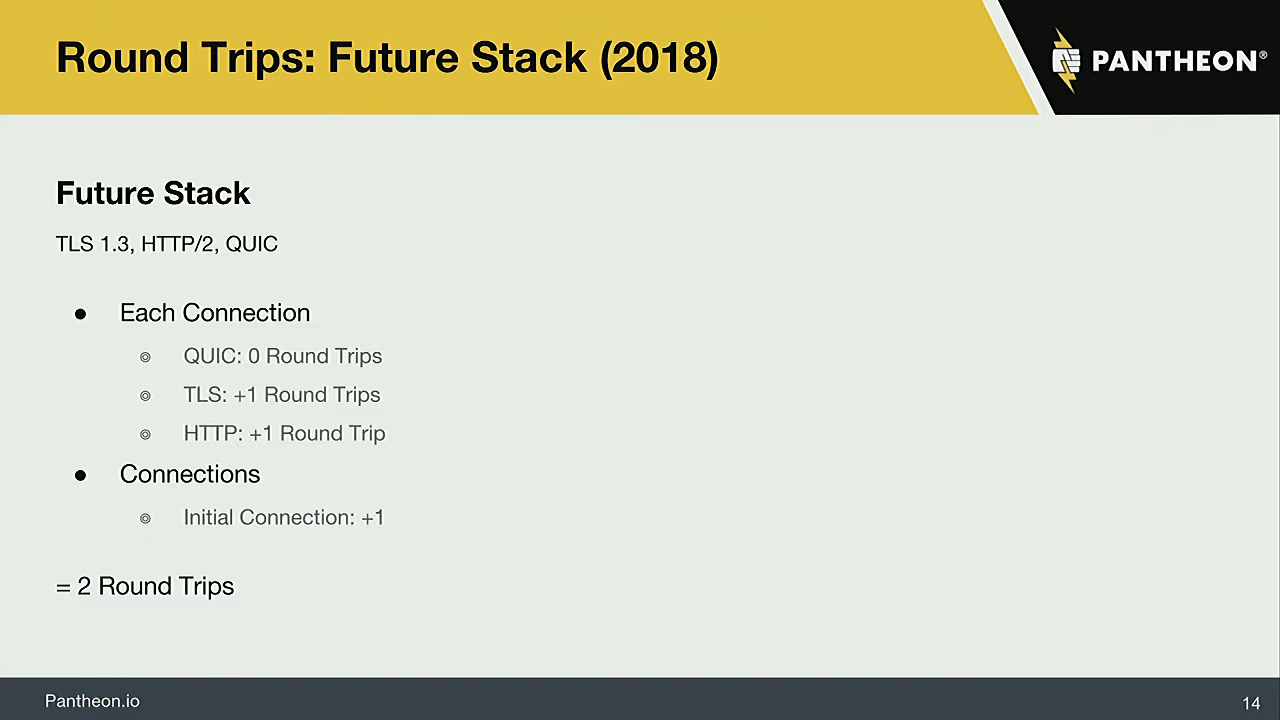 Round Trips: Future Stack (2018)
PANTHEON®
Future Stack
TLS 1.3, HTTP/2, QUIC
● Each Connection
◎ QUIC: 0 Round Trips
◎ TLS: +1 Round Trips
◎ HTTP: +1 Round Trip
● Connections
◎ Initial Connection: +1
= 2 Round Trips
Pantheon.io
14